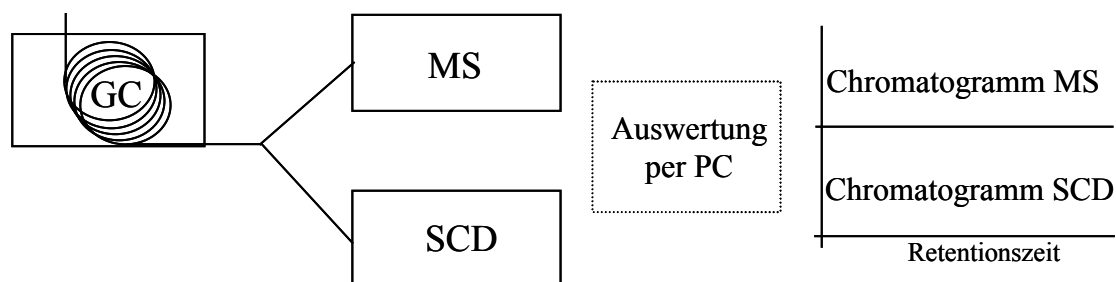 GC
MS
SCD
Auswertung
per PC
Chromatogramm MS
Chromatogramm SCD
Retentionszeit